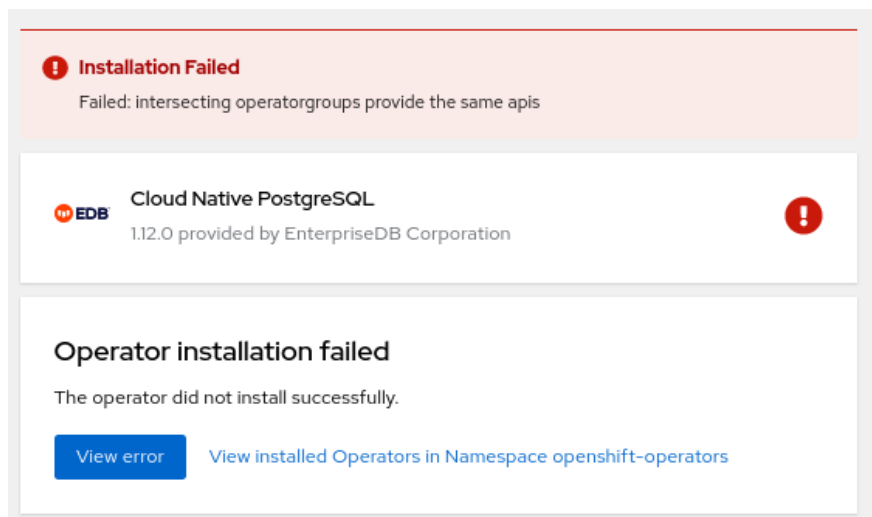 Installation Failed
Failed: intersecting operatorgroups provide the same apis
EDB
Cloud Native PostgreSQL
1.12.0 provided by EnterpriseDB Corporation
Operator installation failed
The operator did not install successfully.
View error View installed Operators in Namespace openshift-operators